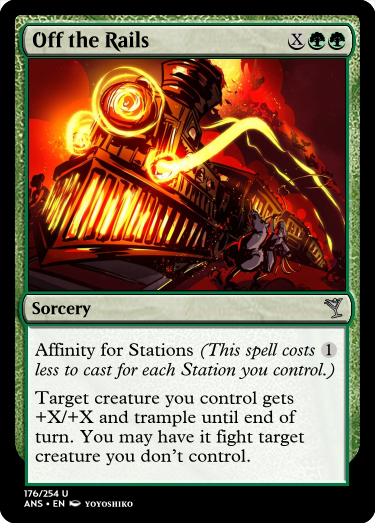 Off the Rails X
Sorcery
Affinity for Stations (This spell costs 1
less to cast for each Station you control.)
Target creature you control gets
+X/+X and trample until end of
turn. You may have it fight target
creature you don't control.
176/254 U
ANS • EN YOYOSHIKO